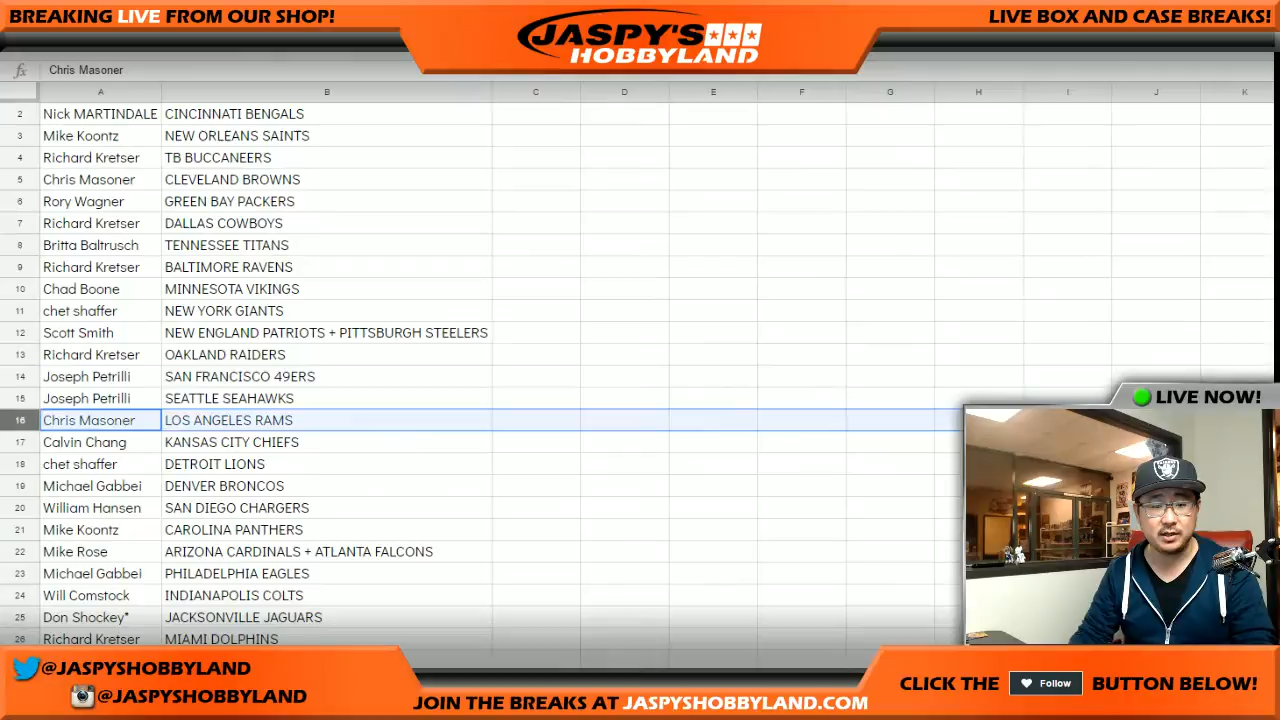 BREAKING LIVE FROM OUR SHOP!
JASPY'S
HOBBYLAND
LIVE BOX AND CASE BREAKS!
fx Chris Masoner
A B C D E F G H I J K
2 Nick MARTINDALE CINCINNATI BENGALS
3 Mike Koontz NEW ORLEANS SAINTS
4 Richard Kretser TB BUCCANEERS
5 Chris Masoner CLEVELAND BROWNS
6 Rory Wagner GREEN BAY PACKERS
7 Richard Kretser DALLAS COWBOYS
8 Britta Baltrusch TENNESSEE TITANS
9 Richard Kretser BALTIMORE RAVENS
10 Chad Boone MINNESOTA VIKINGS
11 chet shaffer NEW YORK GIANTS
12 Scott Smith NEW ENGLAND PATRIOTS + PITTSBURGH STEELERS
13 Richard Kretser OAKLAND RAIDERS
14 Joseph Petrilli SAN FRANCISCO 49ERS
15 Joseph Petrilli SEATTLE SEAHAWKS
16 Chris Masoner LOS ANGELES RAMS
17 Calvin Chang KANSAS CITY CHIEFS
18 chet shaffer DETROIT LIONS
19 Michael Gabbei DENVER BRONCOS
20 William Hansen SAN DIEGO CHARGERS
21 Mike Koontz CAROLINA PANTHERS
22 Mike Rose ARIZONA CARDINALS + ATLANTA FALCONS
23 Michael Gabbei PHILADELPHIA EAGLES
24 Will Comstock INDIANAPOLIS COLTS
25 Don Shockey* JACKSONVILLE JAGUARS
26 Richard Kretser MIAMI DOLPHINS
LIVE NOW!
@JASPYSHOBBYLAND
@JASPYSHOBBYLAND
JOIN THE BREAKS AT JASPYSHOBBYLAND.COM
CLICK THE Follow BUTTON BELOW!